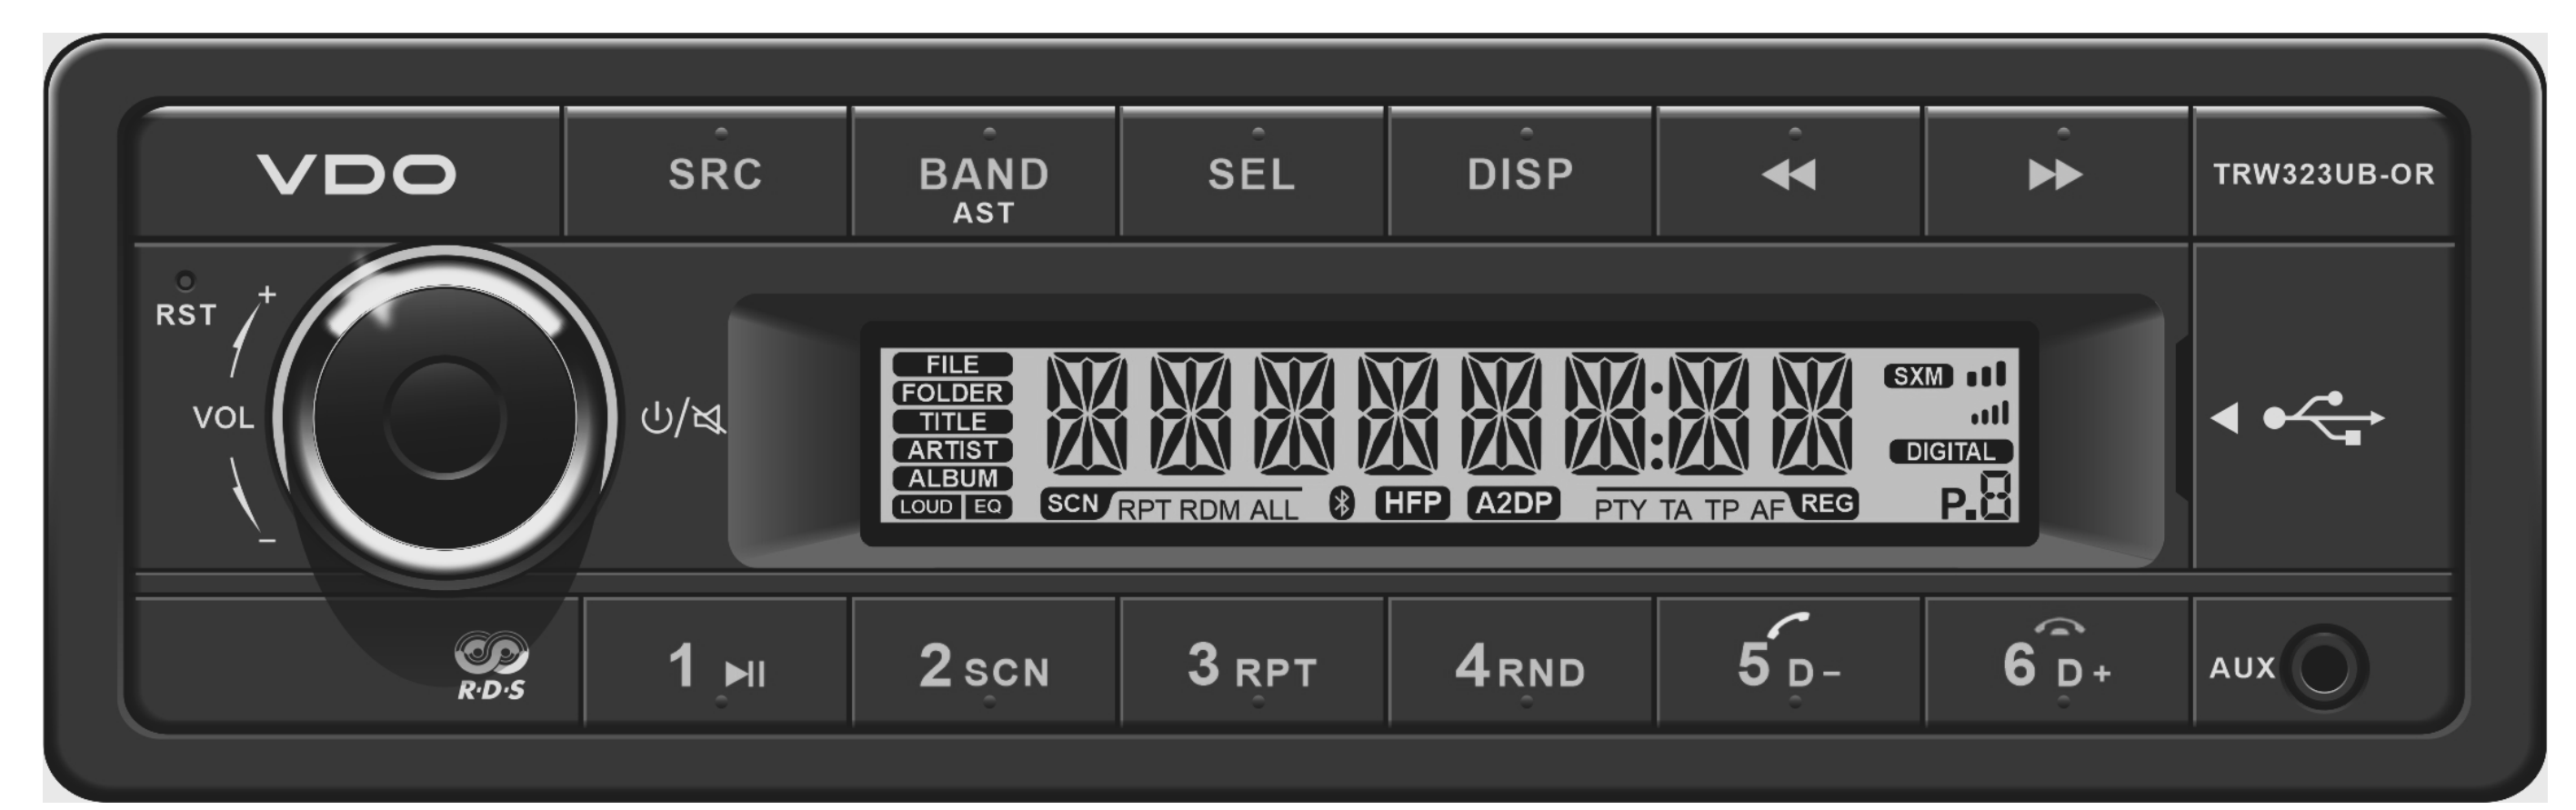 VDO
SRC
BAND
AST
SEL
DISP
TRW323UB-OR
RST
+
VOL
-
FILE
FOLDER
TITLE
ARTIST
ALBUM
LOUD EQ
SCN RPT RDM ALL HFP A2DP PTY TA TP AF REG
SXM
DIGITAL
P.8
R·D·S
1
2 SCN
3 RPT
4 RND
5 D-
6 D+
AUX